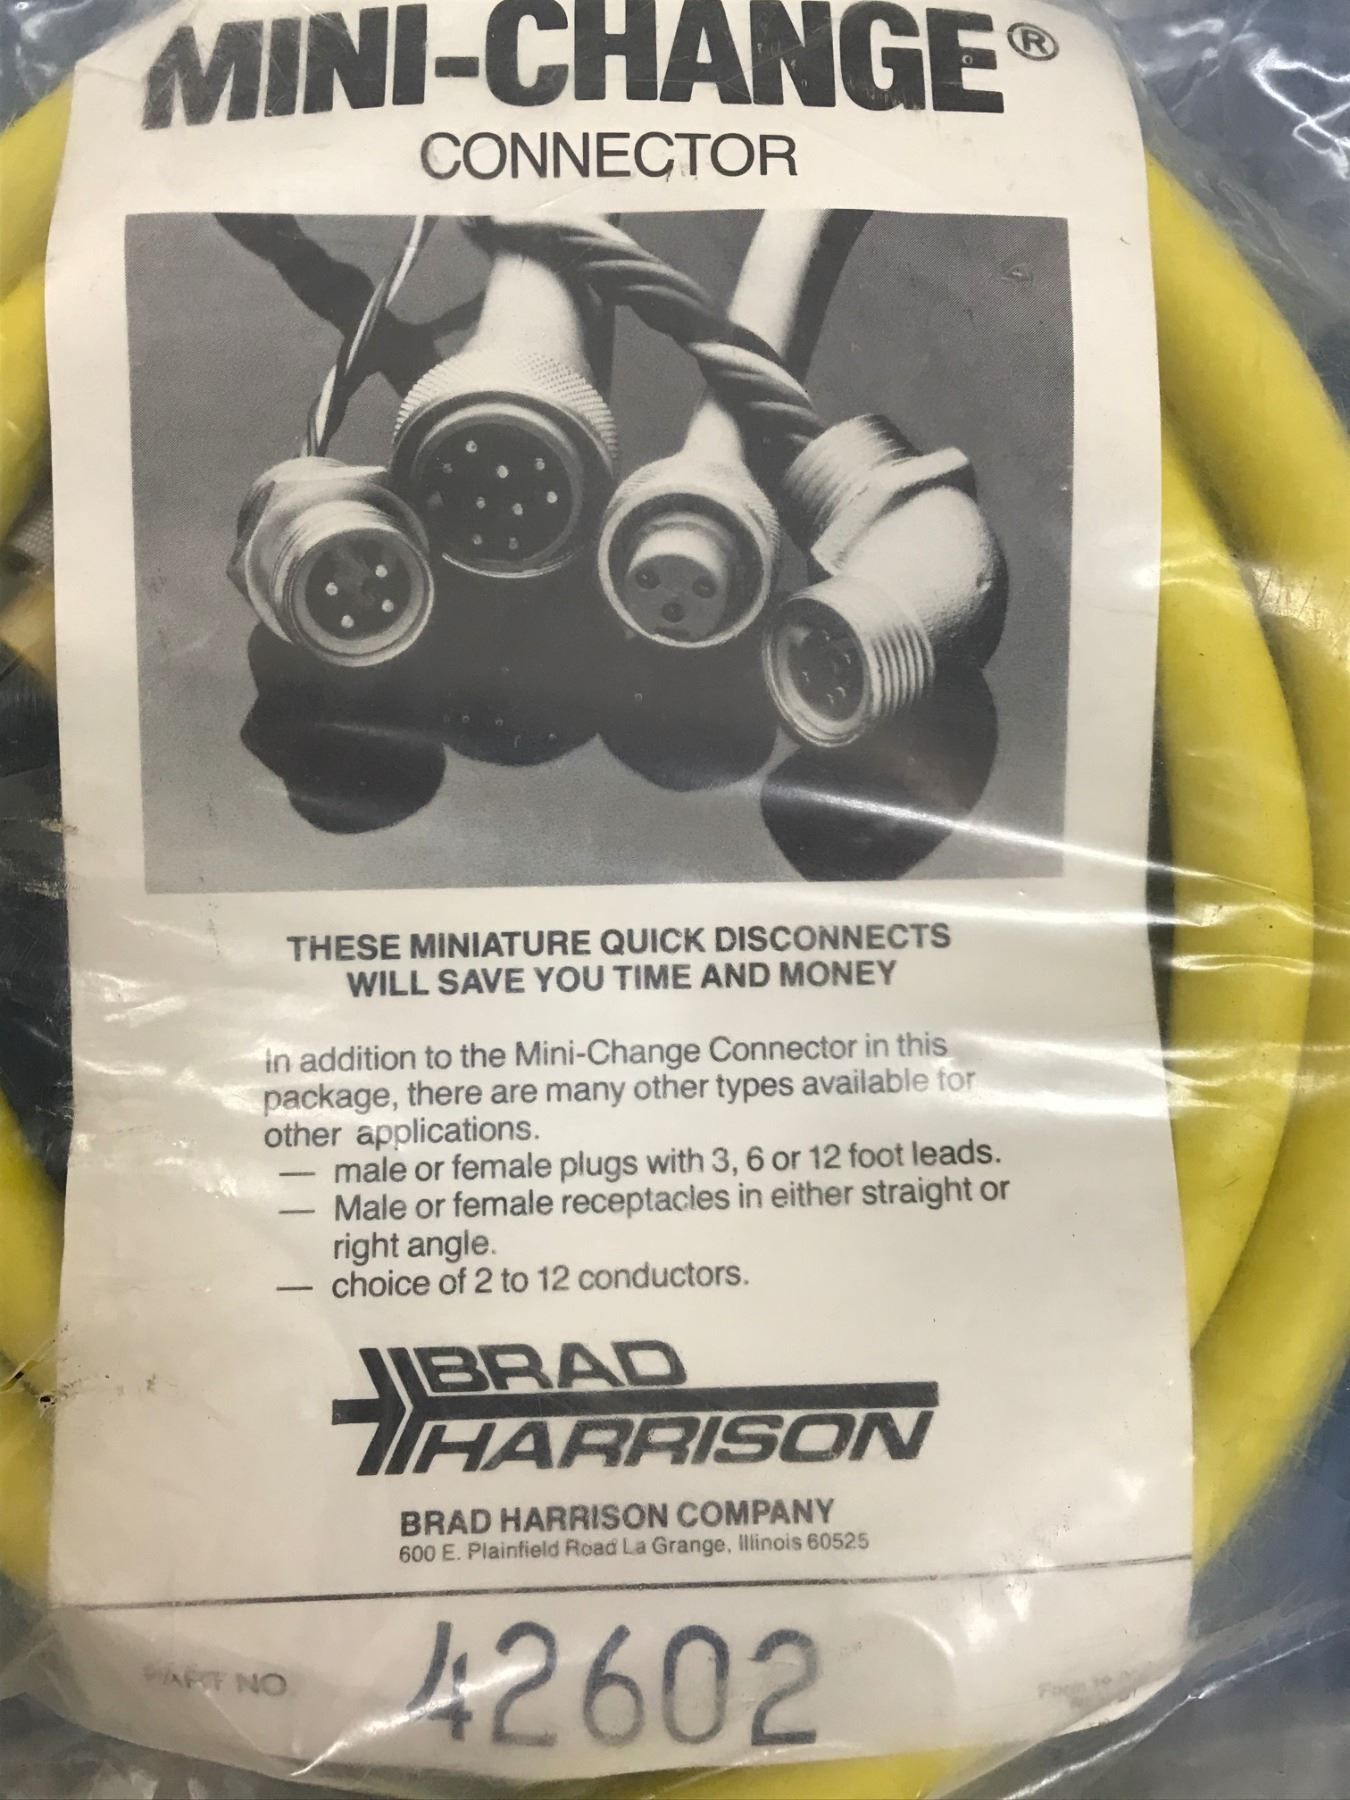 MINI-CHANGE®
CONNECTOR
THESE MINIATURE QUICK DISCONNECTS
WILL SAVE YOU TIME AND MONEY
In addition to the Mini-Change Connector in this
package, there are many other types available for
other applications.
— male or female plugs with 3, 6 or 12 foot leads.
— Male or female receptacles in either straight or
right angle.
— choice of 2 to 12 conductors.
BRAD
HARRISON
BRAD HARRISON COMPANY
600 E. Plainfield Road La Grange, Illinois 60525
PART NO. 42602